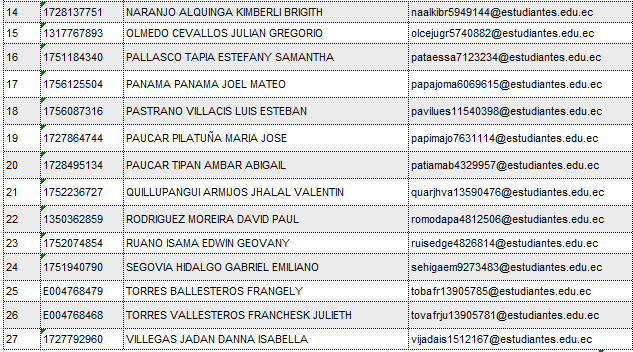 14 1728137751 NARANJO ALQUINGA KIMBERLI BRIGITH naalkibr5949144@estudiantes.edu.ec
15 1317767893 OLMEDO CEVALLOS JULIAN GREGORIO olcejugr5740882@estudiantes.edu.ec
16 1751184340 PALLASCO TAPIA ESTEFANY SAMANTHA pataessa7123234@estudiantes.edu.ec
17 1756125504 PANAMA PANAMA JOEL MATEO papajoma6069615@estudiantes.edu.ec
18 1756087316 PASTRANO VILLACIS LUIS ESTEBAN pavilues11540398@estudiantes.edu.ec
19 1727864744 PAUCAR PILATUÑA MARIA JOSE papimajo7631114@estudiantes.edu.ec
20 1728495134 PAUCAR TIPAN AMBAR ABIGAIL patiamab4329957@estudiantes.edu.ec
21 1752236727 QUILLUPANGUI ARMIJOS JHALAL VALENTIN quarjhva13590476@estudiantes.edu.ec
22 1350362859 RODRIGUEZ MOREIRA DAVID PAUL romodapa4812506@estudiantes.edu.ec
23 1752074854 RUANO ISAMA EDWIN GEOVANY ruisedge4826814@estudiantes.edu.ec
24 1751940790 SEGOVIA HIDALGO GABRIEL EMILIANO sehigaem9273483@estudiantes.edu.ec
25 E004768479 TORRES BALLESTEROS FRANGELY tobafr13905785@estudiantes.edu.ec
26 E004768468 TORRES VALLESTEROS FRANCHESK JULIETH tovafrju13905781@estudiantes.edu.ec
27 1727792960 VILLEGAS JADAN DANNA ISABELLA vijadais1512167@estudiantes.edu.ec